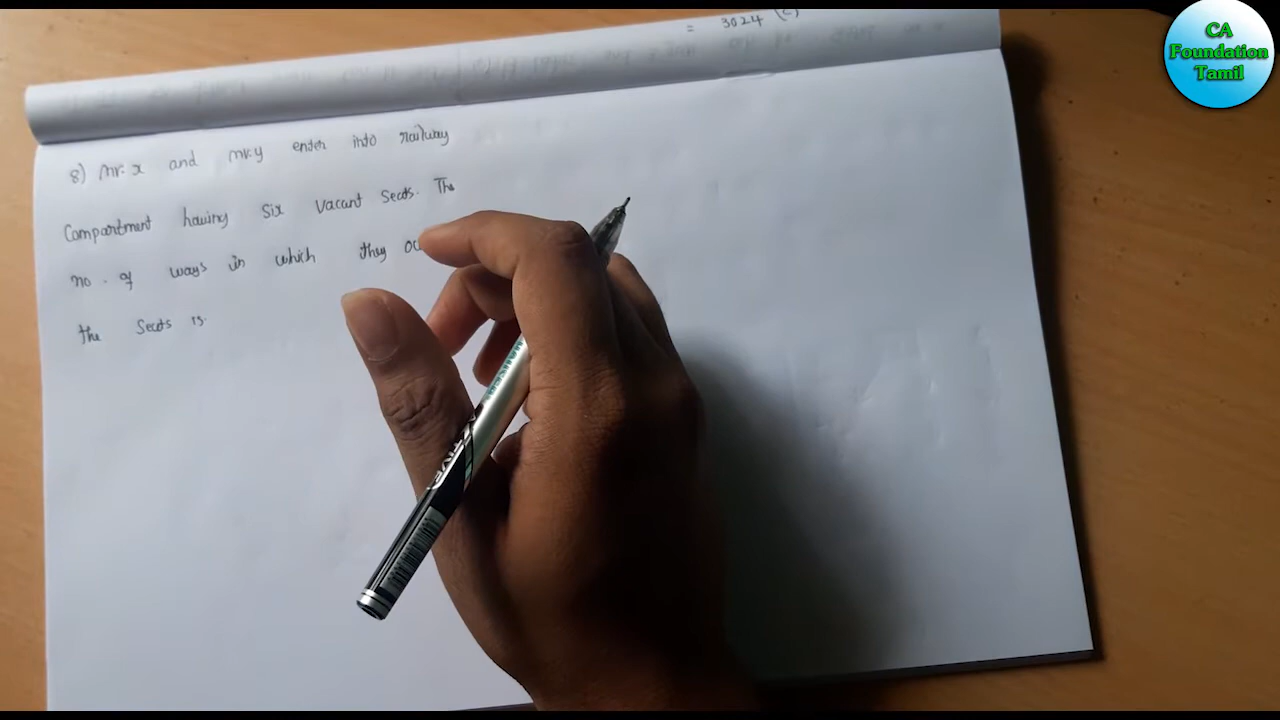 = 3024 (c)
CA
Foundation
Tamil
8) Mr. x and Mr. y enter into railway
Compartment having six vacant seats. The
no. of ways in which they oc
the seats is.